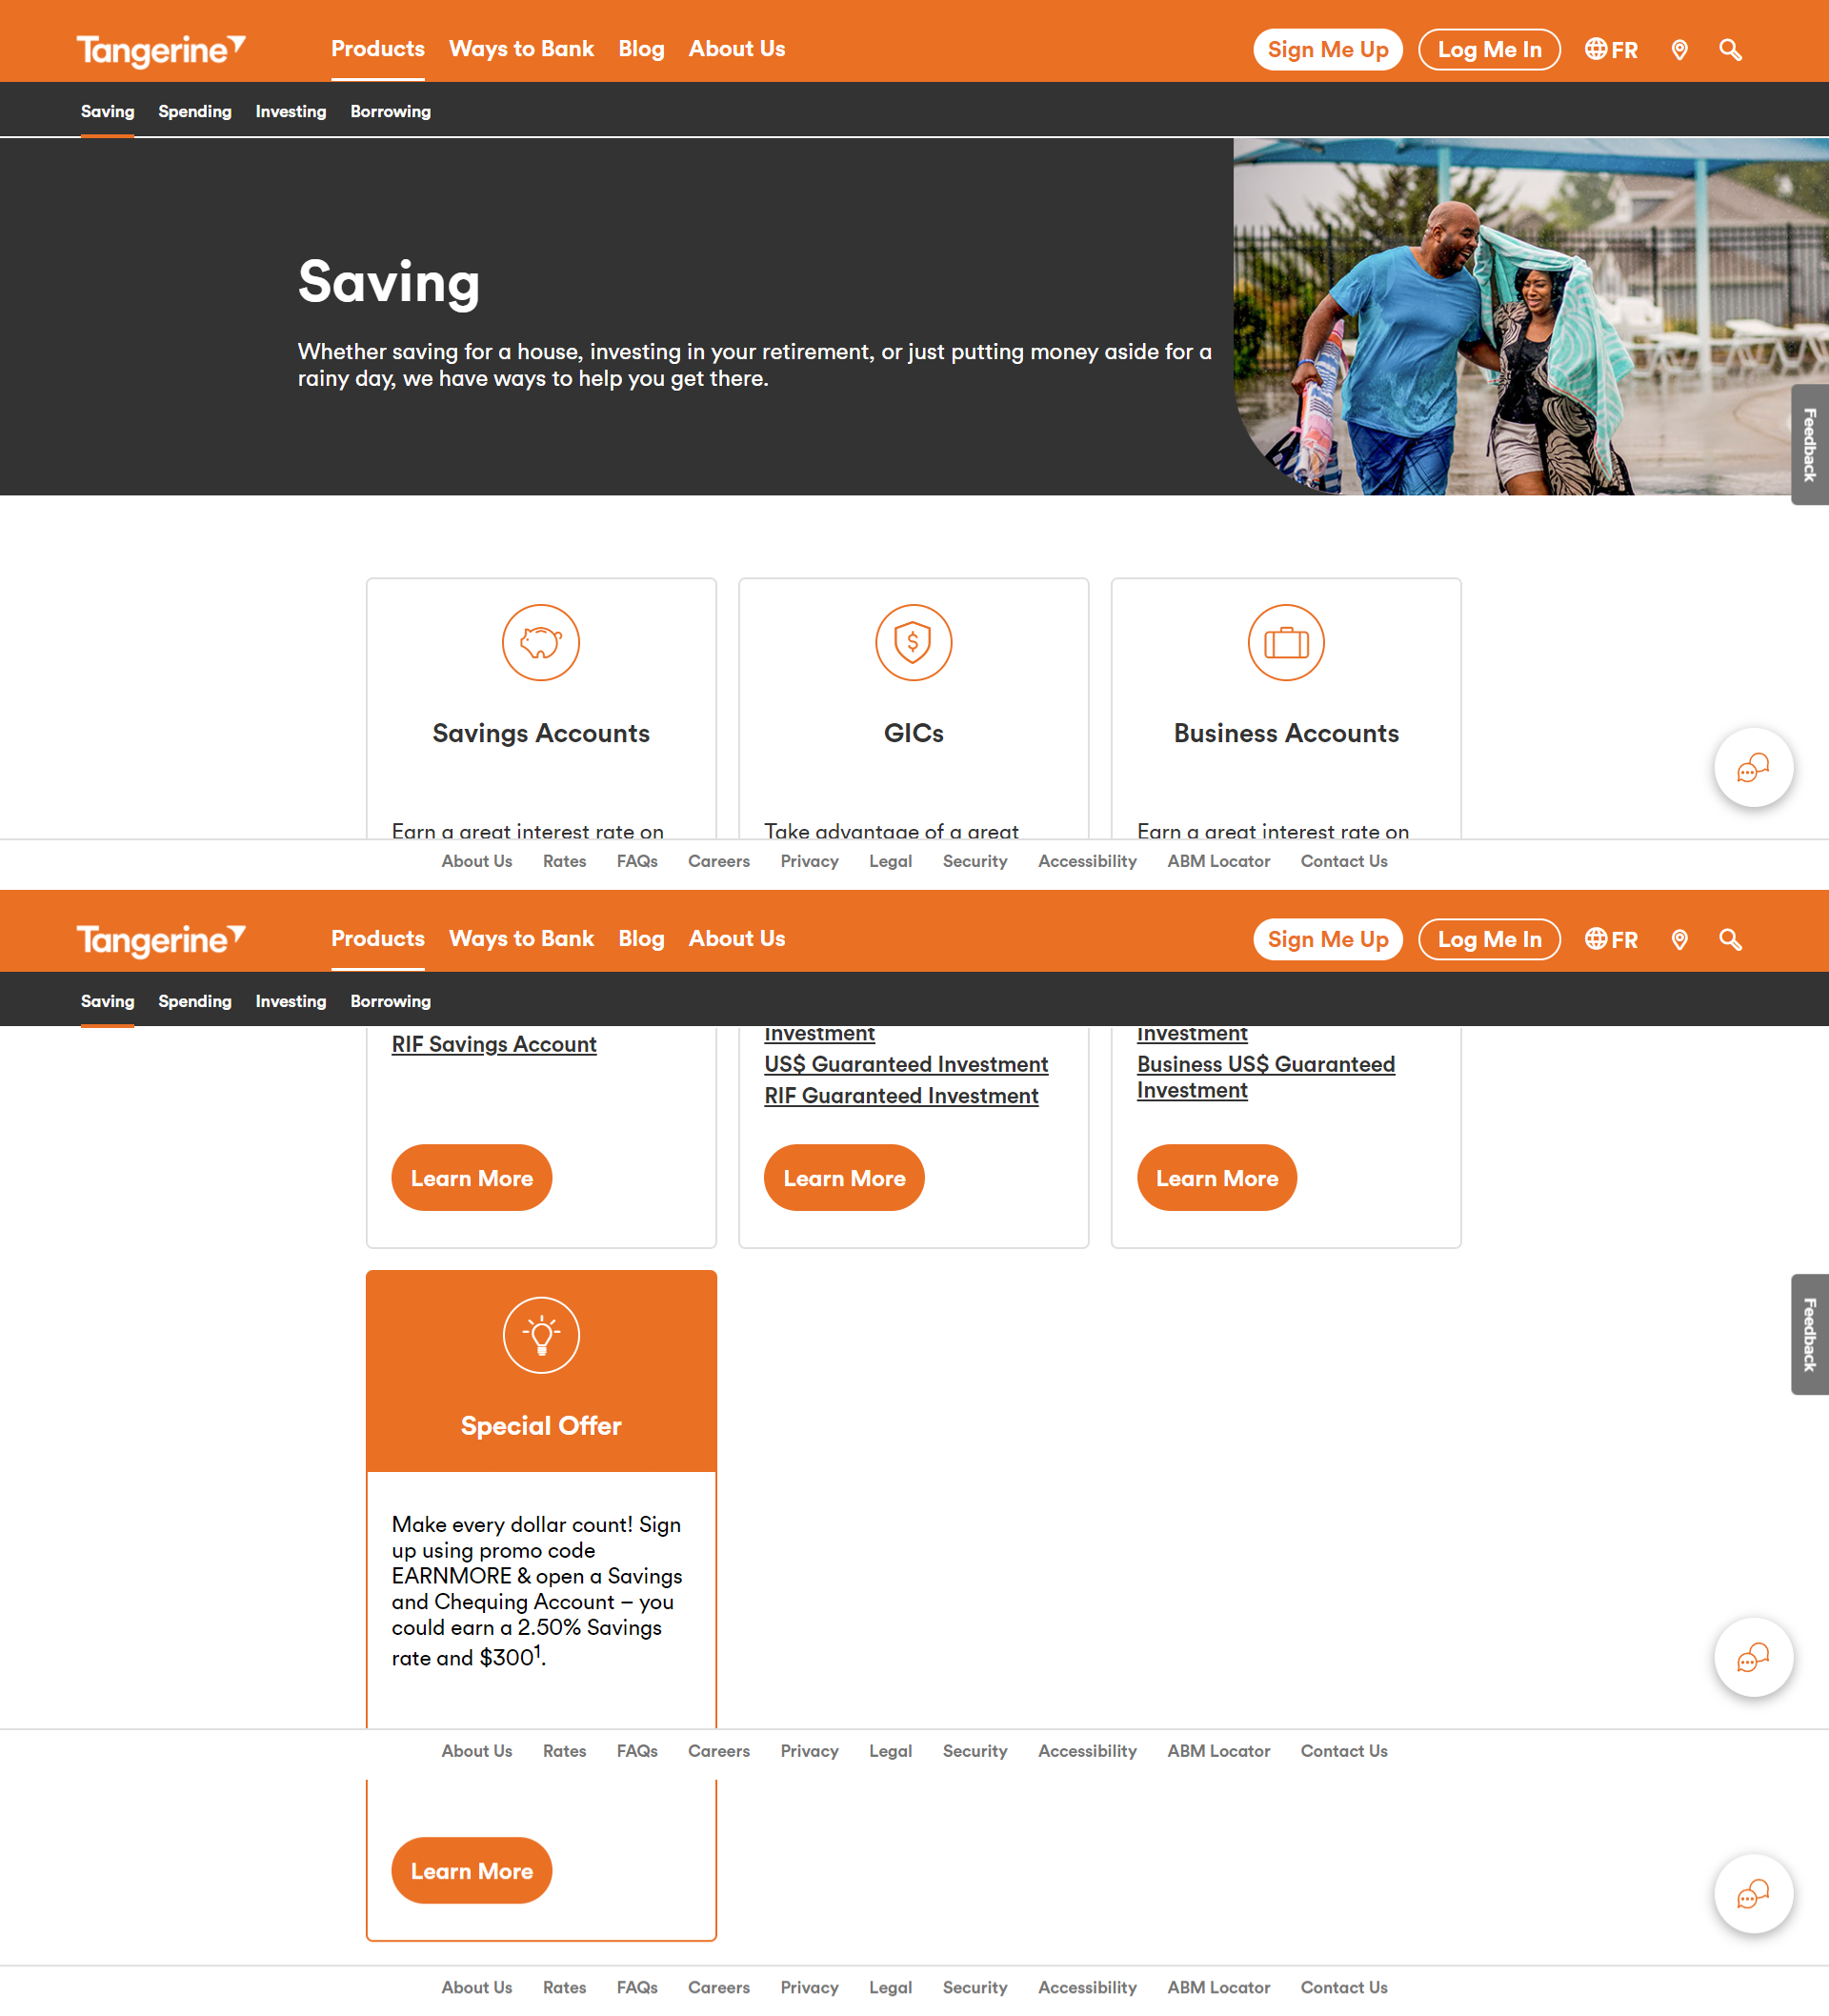 Tangerine
Products Ways to Bank Blog About Us
Sign Me Up Log Me In FR
Saving Spending Investing Borrowing
Saving
Whether saving for a house, investing in your retirement, or just putting money aside for a
rainy day, we have ways to help you get there.
Feedback
Savings Accounts
Earn a great interest rate on
GICs
Take advantage of a great
Business Accounts
Earn a great interest rate on
About Us Rates FAQs Careers Privacy Legal Security Accessibility ABM Locator Contact Us
Tangerine
Products Ways to Bank Blog About Us
Sign Me Up Log Me In FR
Saving Spending Investing Borrowing
RIF Savings Account
Learn More
Investment
US$ Guaranteed Investment
RIF Guaranteed Investment
Learn More
Investment
Business US$ Guaranteed
Investment
Learn More
Feedback
Special Offer
Make every dollar count! Sign
up using promo code
EARNMORE & open a Savings
and Chequing Account – you
could earn a 2.50% Savings
rate and $300¹.
About Us Rates FAQs Careers Privacy Legal Security Accessibility ABM Locator Contact Us
Learn More
About Us Rates FAQs Careers Privacy Legal Security Accessibility ABM Locator Contact Us